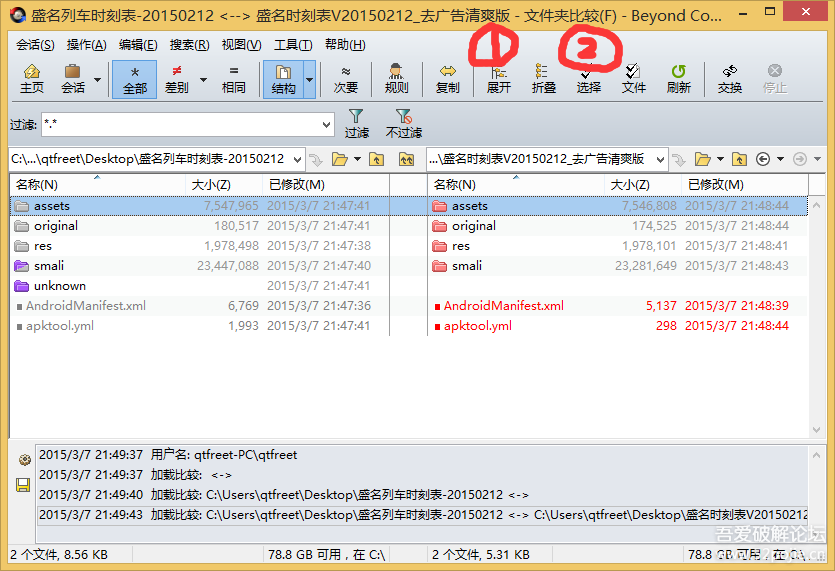 盛名列车时刻表-20150212 <--> 盛名时刻表V20150212_去广告清爽版 - 文件夹比较(F) - Beyond Co...
会话(S) 操作(A) 编辑(E) 搜索(R) 视图(V) 工具(T) 帮助(H)
① ②
主页 会话 全部 差别 相同 结构 次要 规则 复制 展开 折叠 选择 文件 刷新 交换 停止
过滤: *.* 过滤 不过滤
C:\...\qtfreet\Desktop\盛名列车时刻表-20150212 ...\盛名时刻表V20150212_去广告清爽版
名称(N) 大小(Z) 已修改(M) 名称(N) 大小(Z) 已修改(M)
assets 7,547,965 2015/3/7 21:47:41 assets 7,546,808 2015/3/7 21:48:44
original 180,517 2015/3/7 21:47:41 original 174,525 2015/3/7 21:48:44
res 1,978,498 2015/3/7 21:47:38 res 1,978,101 2015/3/7 21:48:41
smali 23,447,088 2015/3/7 21:47:40 smali 23,281,649 2015/3/7 21:48:43
unknown 2015/3/7 21:47:41
AndroidManifest.xml 6,769 2015/3/7 21:47:36 AndroidManifest.xml 5,137 2015/3/7 21:48:39
apktool.yml 1,993 2015/3/7 21:47:41 apktool.yml 298 2015/3/7 21:48:44
2015/3/7 21:49:37 用户名: qtfreet-PC\qtfreet
2015/3/7 21:49:37 加载比较: <->
2015/3/7 21:49:40 加载比较: C:\Users\qtfreet\Desktop\盛名列车时刻表-20150212 <->
2015/3/7 21:49:43 加载比较: C:\Users\qtfreet\Desktop\盛名列车时刻表-20150212 <-> C:\Users\qtfreet\Desktop\盛名时刻表V20150212
吾爱破解论坛
2 个文件, 8.56 KB 78.8 GB 可用，在 C:\ 2 个文件, 5.31 KB 78.8 GB 可用，在 C:\